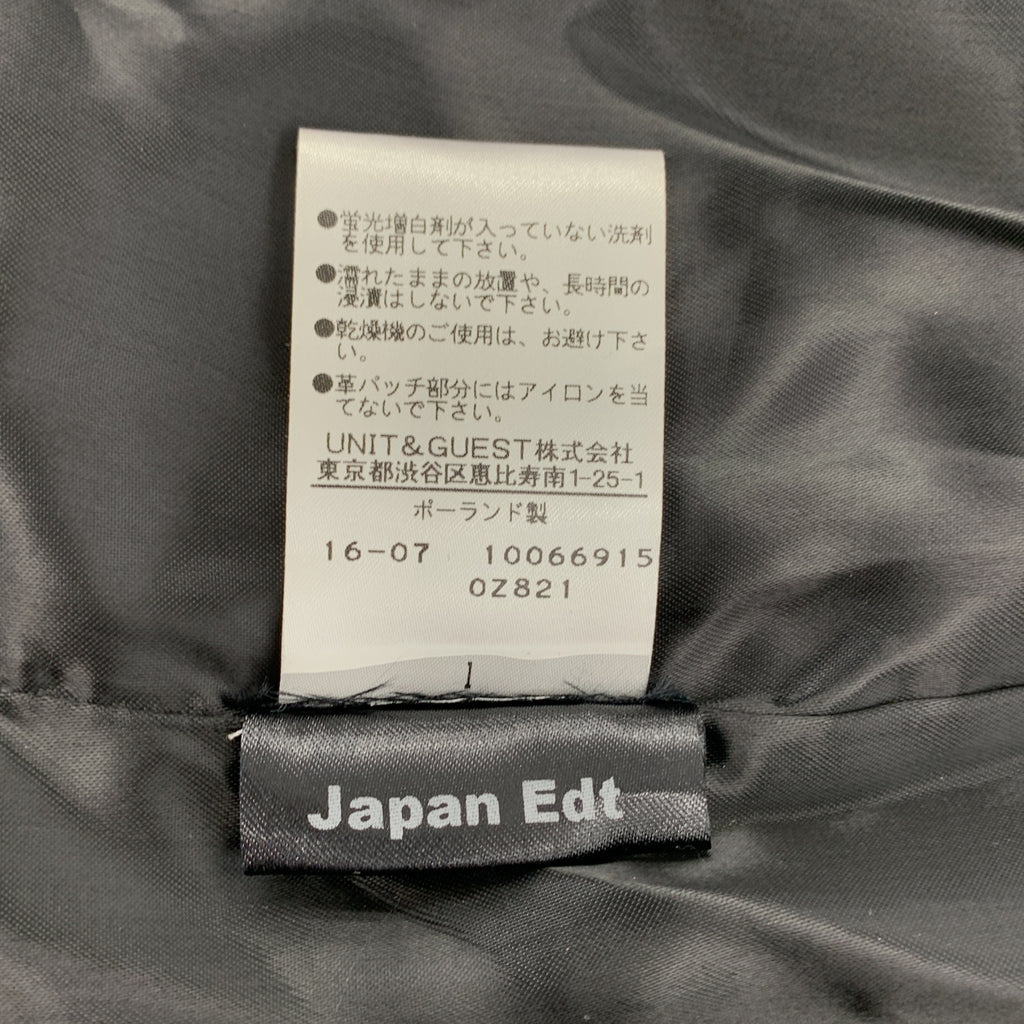 ●蛍光増白剤が入っていない洗剤
を使用して下さい。
●濡れたままの放置や、長時間の
浸漬はしないで下さい。
●乾燥機のご使用は、お避け下さ
い。
●革パッチ部分にはアイロンを当
てないで下さい。
UNIT&GUEST株式会社
東京都渋谷区恵比寿南1-25-1
ポーランド製
16-07 10066915
0Z821
Japan Edt